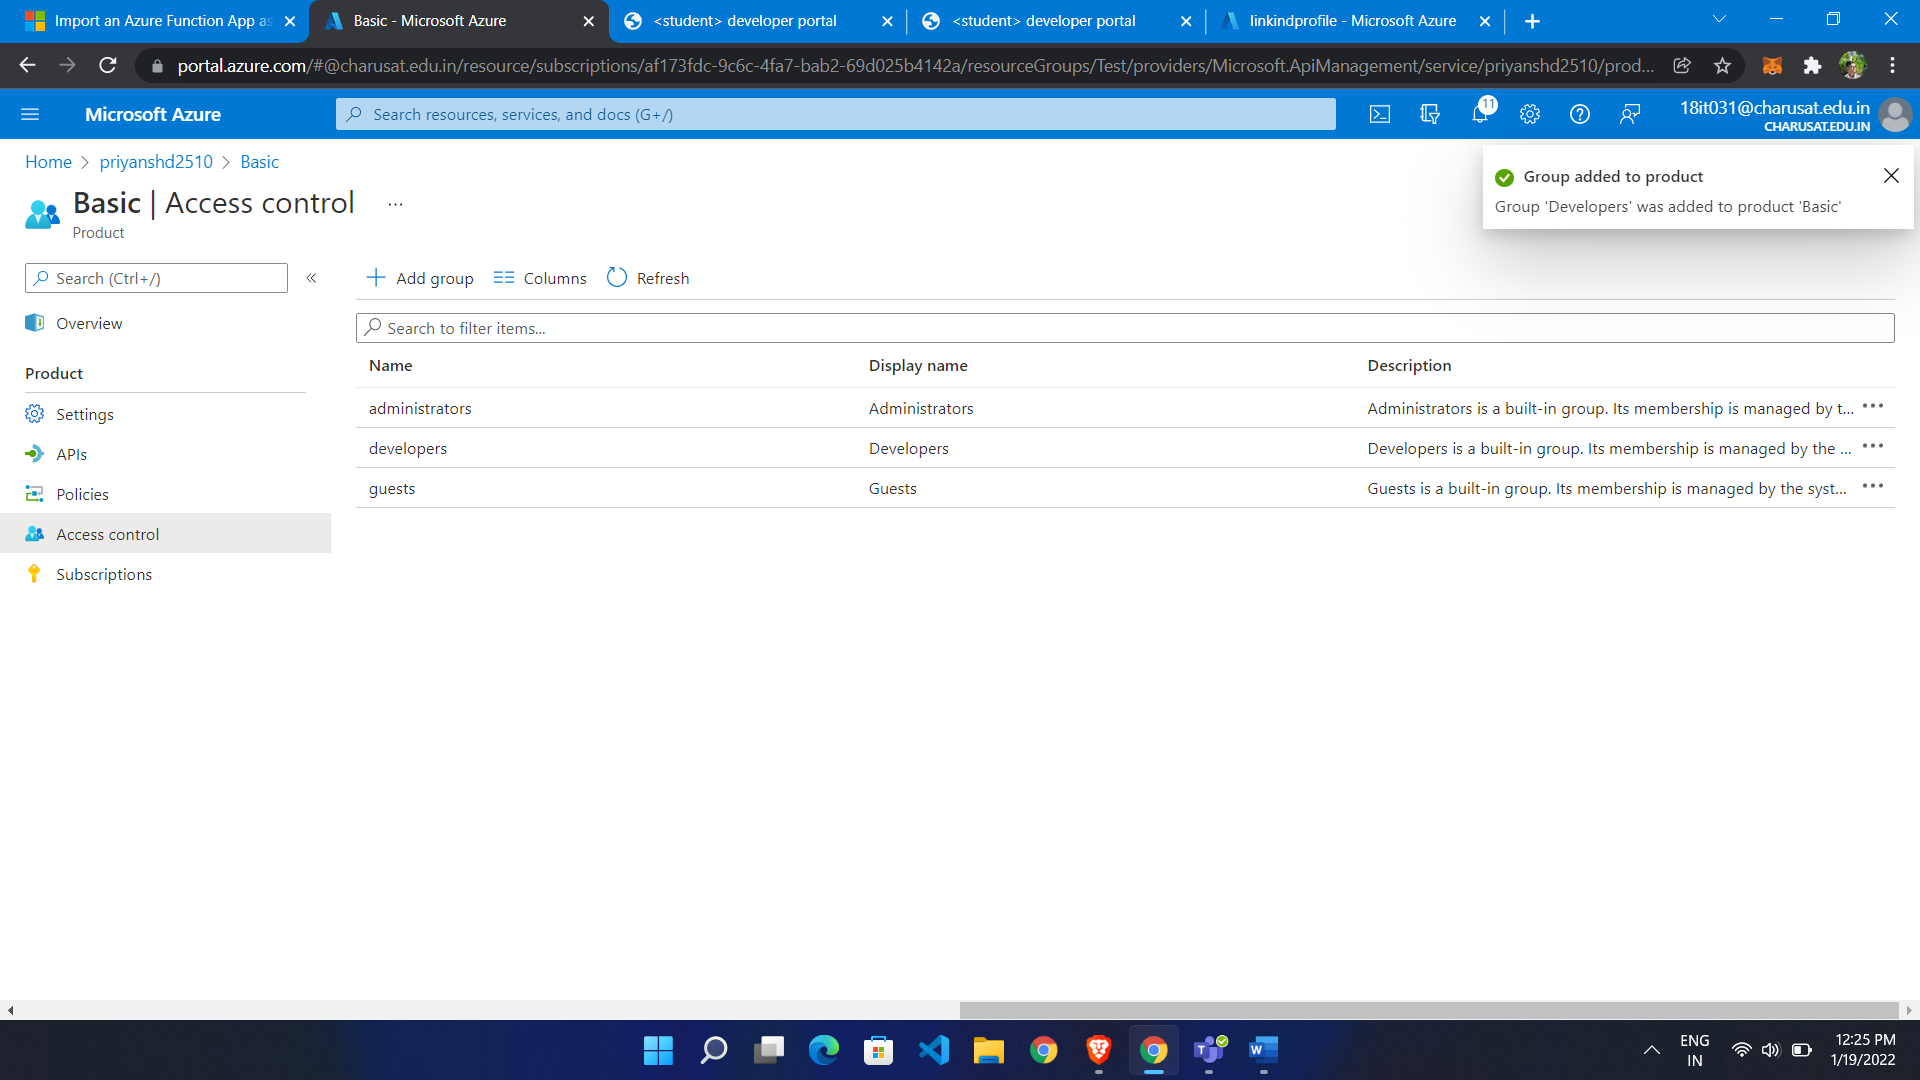 Import an Azure Function App as
Basic - Microsoft Azure
<student> developer portal
<student> developer portal
linkindprofile - Microsoft Azure
portal.azure.com/#@charusat.edu.in/resource/subscriptions/af173fdc-9c6c-4fa7-bab2-69d025b4142a/resourceGroups/Test/providers/Microsoft.ApiManagement/service/priyanshd2510/prod...
Microsoft Azure
Search resources, services, and docs (G+/)
11
18it031@charusat.edu.in
CHARUSAT.EDU.IN
Home > priyanshd2510 > Basic
Group added to product
Group 'Developers' was added to product 'Basic'
Basic | Access control ...
Product
Search (Ctrl+/)
«
Add group
Columns
Refresh
Overview
Search to filter items...
Product
Name Display name Description
Settings
administrators Administrators Administrators is a built-in group. Its membership is managed by t... •••
APIs
developers Developers Developers is a built-in group. Its membership is managed by the ... •••
Policies
guests Guests Guests is a built-in group. Its membership is managed by the syst... •••
Access control
Subscriptions
ENG
IN
12:25 PM
1/19/2022